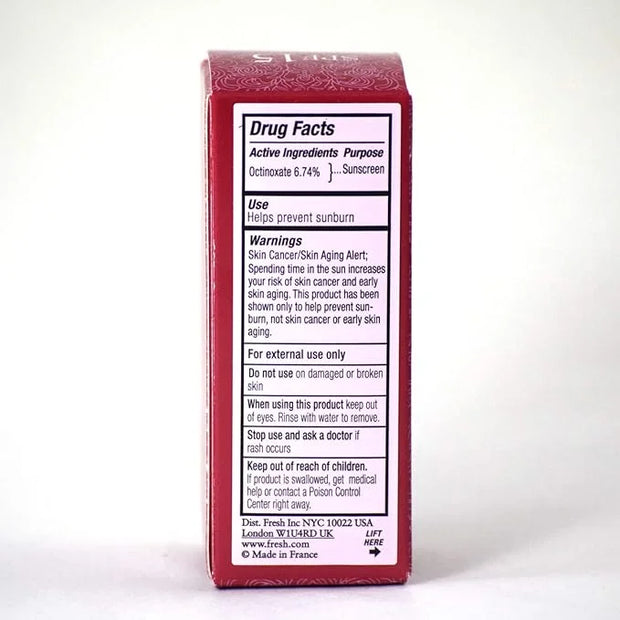 SPF 15
Drug Facts
Active Ingredients Purpose
Octinoxate 6.74% }...Sunscreen
Use
Helps prevent sunburn
Warnings
Skin Cancer/Skin Aging Alert;
Spending time in the sun increases
your risk of skin cancer and early
skin aging. This product has been
shown only to help prevent sun-
burn, not skin cancer or early skin
aging.
For external use only
Do not use on damaged or broken
skin
When using this product keep out
of eyes. Rinse with water to remove.
Stop use and ask a doctor if
rash occurs
Keep out of reach of children.
If product is swallowed, get medical
help or contact a Poison Control
Center right away.
Dist. Fresh Inc NYC 10022 USA
London W1U4RD UK
www.fresh.com
© Made in France
LIFT
HERE